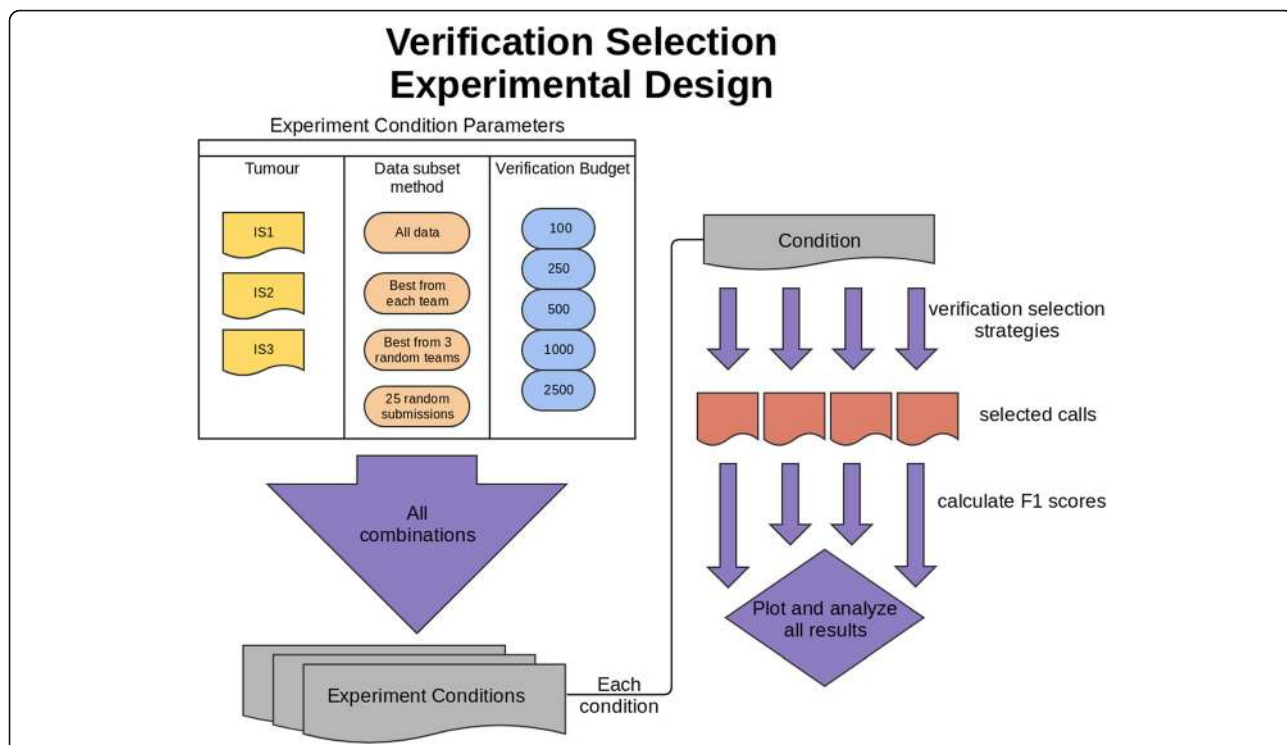 Verification Selection
Experimental Design
Experiment Condition Parameters
Tumour
Data subset
method
Verification Budget
IS1
IS2
IS3
All data
Best from
each team
Best from 3
random teams
25 random
submissions
100
250
500
1000
2500
All
combinations
Experiment Conditions
Each
condition
Condition
verification selection
strategies
selected calls
calculate F1 scores
Plot and analyze
all results